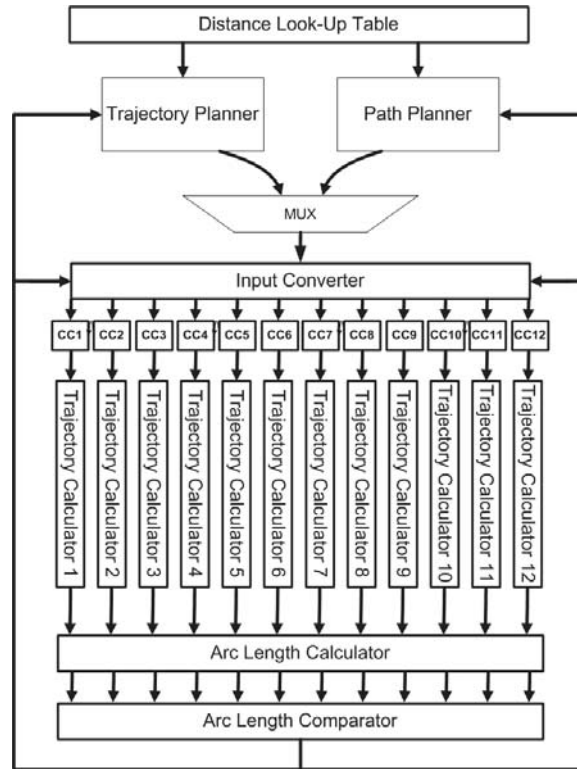 Distance Look-Up Table
Trajectory Planner
Path Planner
MUX
Input Converter
CC1 CC2 CC3 CC4 CC5 CC6 CC7 CC8 CC9 CC10 CC11 CC12
Trajectory Calculator 1
Trajectory Calculator 2
Trajectory Calculator 3
Trajectory Calculator 4
Trajectory Calculator 5
Trajectory Calculator 6
Trajectory Calculator 7
Trajectory Calculator 8
Trajectory Calculator 9
Trajectory Calculator 10
Trajectory Calculator 11
Trajectory Calculator 12
Arc Length Calculator
Arc Length Comparator